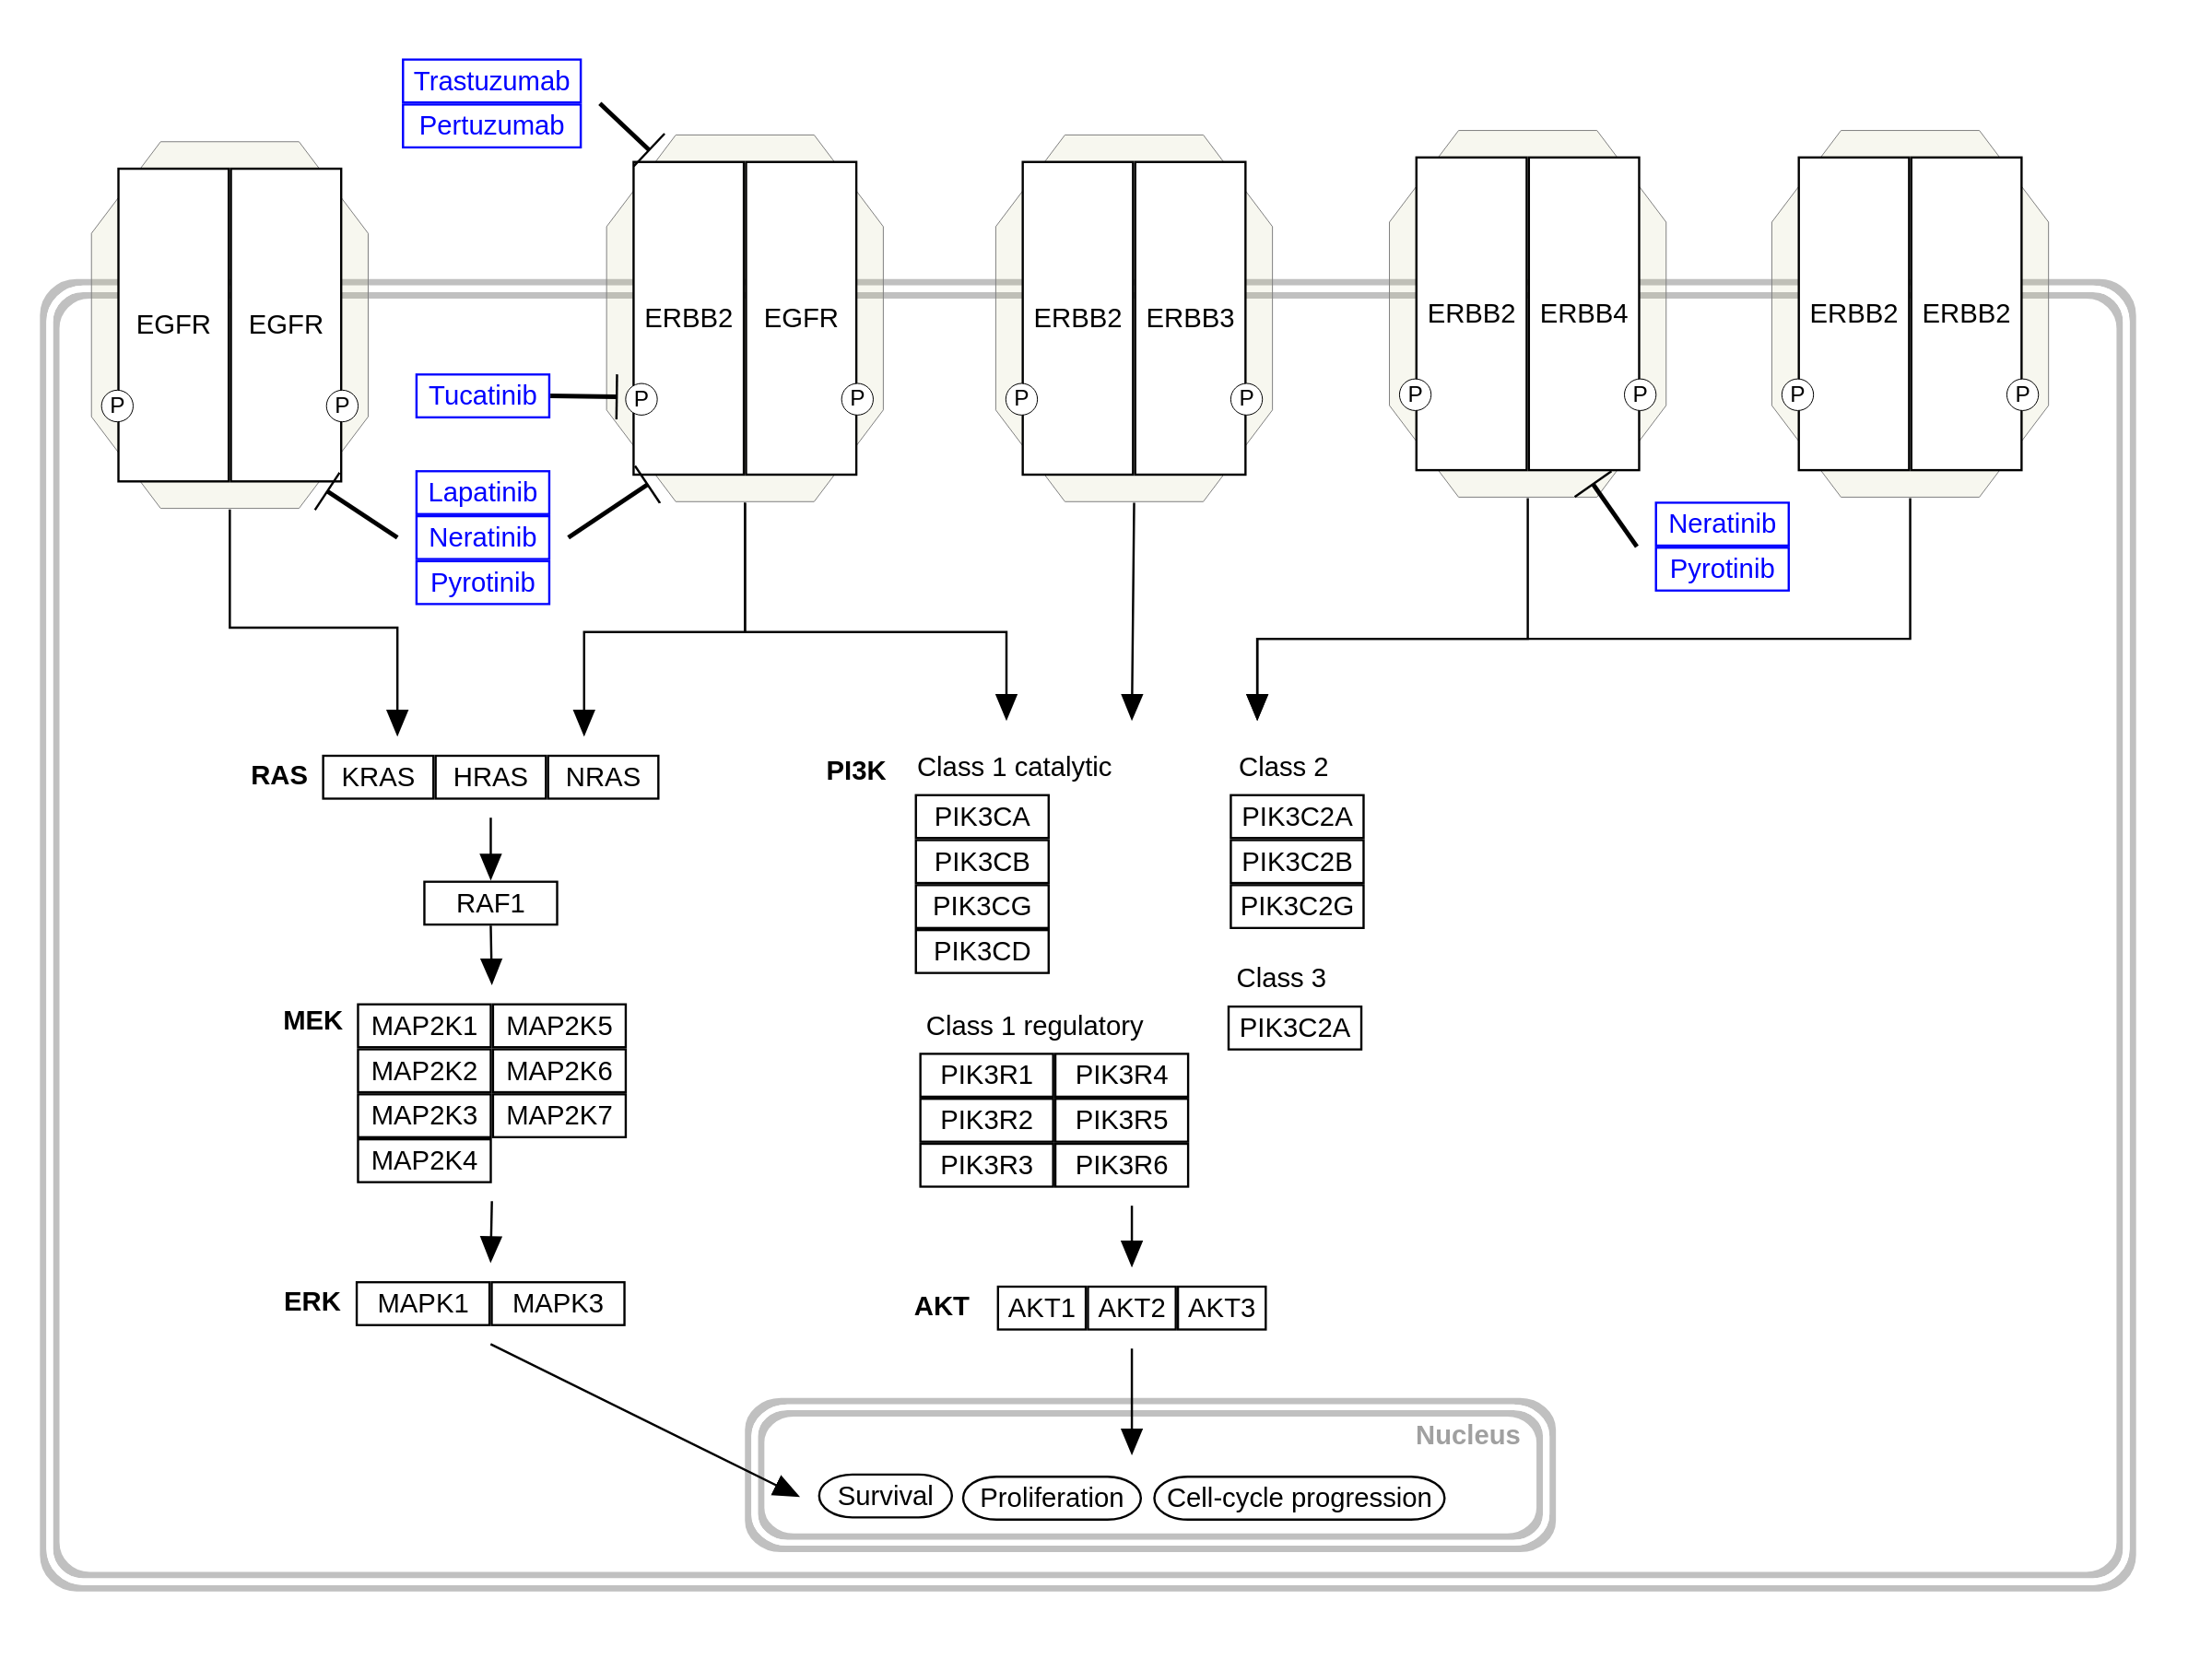 Trastuzumab
Pertuzumab
EGFR EGFR
ERBB2 EGFR
ERBB2 ERBB3
ERBB2 ERBB4
ERBB2 ERBB2
P P P P P P P P P P
Tucatinib
Lapatinib
Neratinib
Pyrotinib
Neratinib
Pyrotinib
RAS KRAS HRAS NRAS
RAF1
MEK MAP2K1 MAP2K5
MAP2K2 MAP2K6
MAP2K3 MAP2K7
MAP2K4
ERK MAPK1 MAPK3
PI3K Class 1 catalytic
PIK3CA
PIK3CB
PIK3CG
PIK3CD
Class 2
PIK3C2A
PIK3C2B
PIK3C2G
Class 3
PIK3C2A
Class 1 regulatory
PIK3R1 PIK3R4
PIK3R2 PIK3R5
PIK3R3 PIK3R6
AKT AKT1 AKT2 AKT3
Nucleus
Survival Proliferation Cell-cycle progression